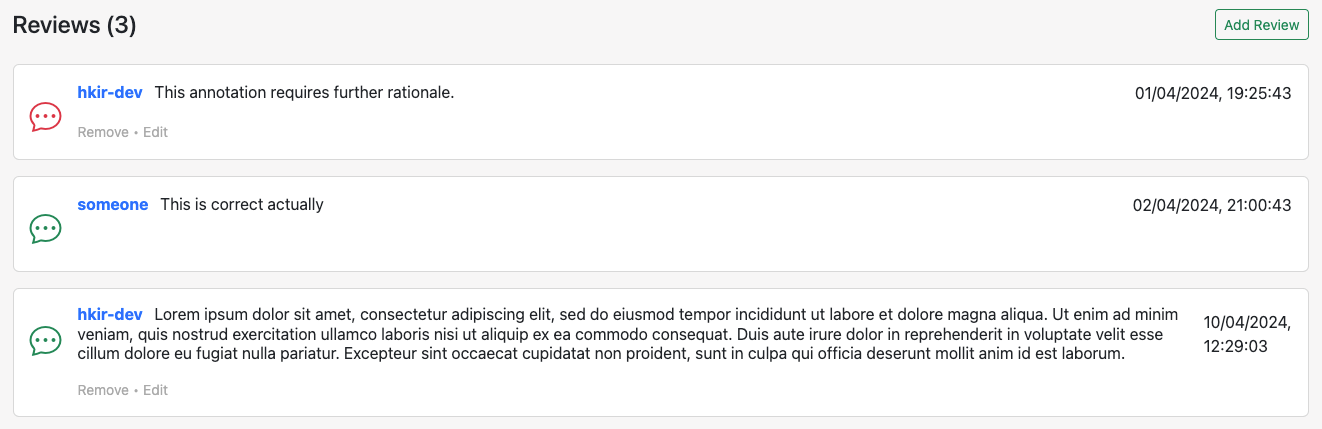 Reviews (3)
Add Review
hkir-dev This annotation requires further rationale.
01/04/2024, 19:25:43
Remove • Edit
someone This is correct actually
02/04/2024, 21:00:43
hkir-dev Lorem ipsum dolor sit amet, consectetur adipiscing elit, sed do eiusmod tempor incididunt ut labore et dolore magna aliqua. Ut enim ad minim
veniam, quis nostrud exercitation ullamco laboris nisi ut aliquip ex ea commodo consequat. Duis aute irure dolor in reprehenderit in voluptate velit esse
cillum dolore eu fugiat nulla pariatur. Excepteur sint occaecat cupidatat non proident, sunt in culpa qui officia deserunt mollit anim id est laborum.
10/04/2024,
12:29:03
Remove • Edit